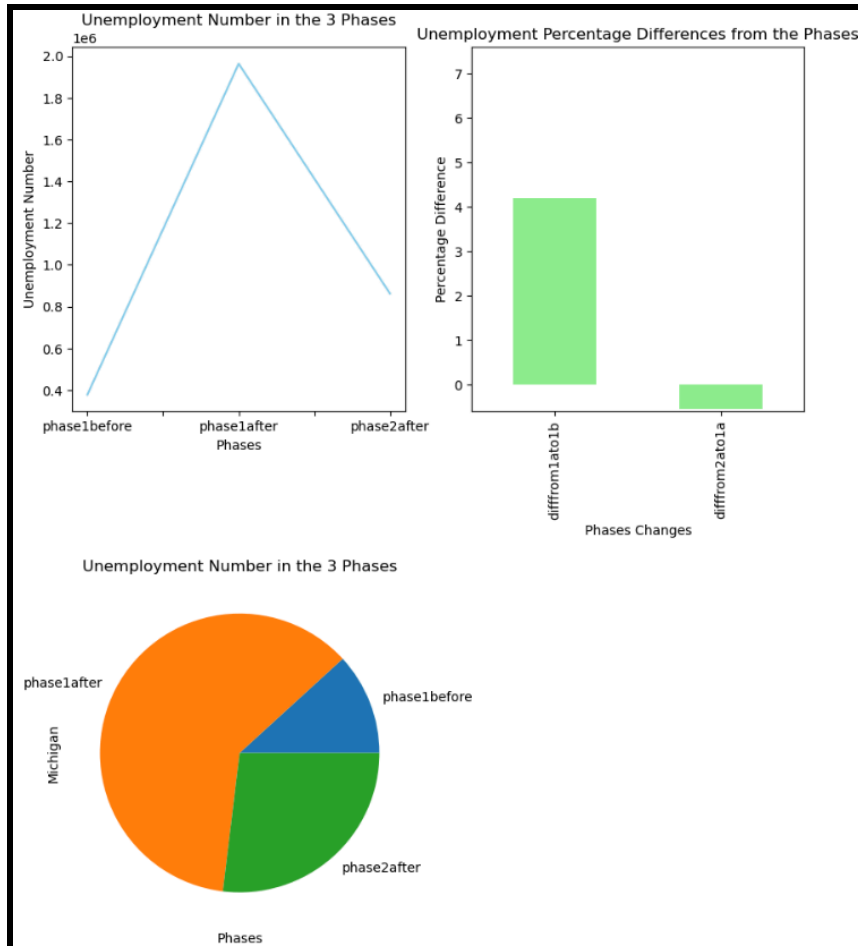 Unemployment Number in the 3 Phases
1e6
2.0
1.8
1.6
1.4
1.2
1.0
0.8
0.6
0.4
Unemployment Number
phase1before
phase1after
phase2after
Phases
Unemployment Percentage Differences from the Phases
7
6
5
4
3
2
1
0
Percentage Difference
difffrom1ato1b
difffrom2ato1a
Phases Changes
Unemployment Number in the 3 Phases
phase1after
phase1before
Michigan
phase2after
Phases